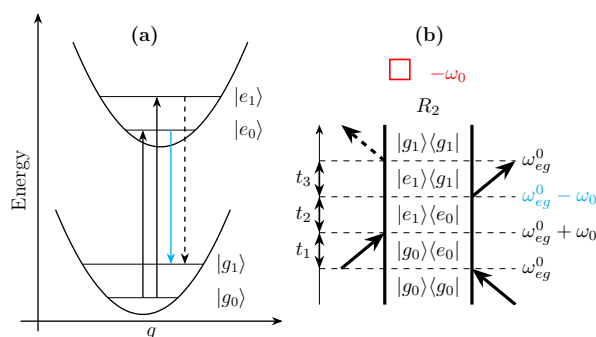 (a)
Energy
|e₁⟩
|e₀⟩
|g₁⟩
|g₀⟩
q
(b)
−ω₀
R₂
|g₁⟩⟨g₁|
ω⁰ₑg
t₃
|e₁⟩⟨g₁|
ω⁰ₑg − ω₀
t₂
|e₁⟩⟨e₀|
ω⁰ₑg + ω₀
t₁
|g₀⟩⟨e₀|
ω⁰ₑg
|g₀⟩⟨g₀|